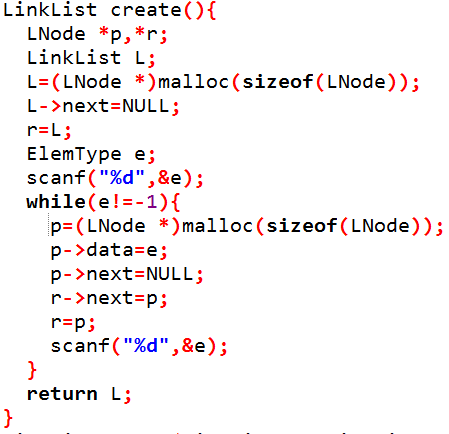 LinkList create(){
  LNode *p,*r;
  LinkList L;
  L=(LNode *)malloc(sizeof(LNode));
  L->next=NULL;
  r=L;
  ElemType e;
  scanf("%d",&e);
  while(e!=-1){
    p=(LNode *)malloc(sizeof(LNode));
    p->data=e;
    p->next=NULL;
    r->next=p;
    r=p;
    scanf("%d",&e);
  }
  return L;
}